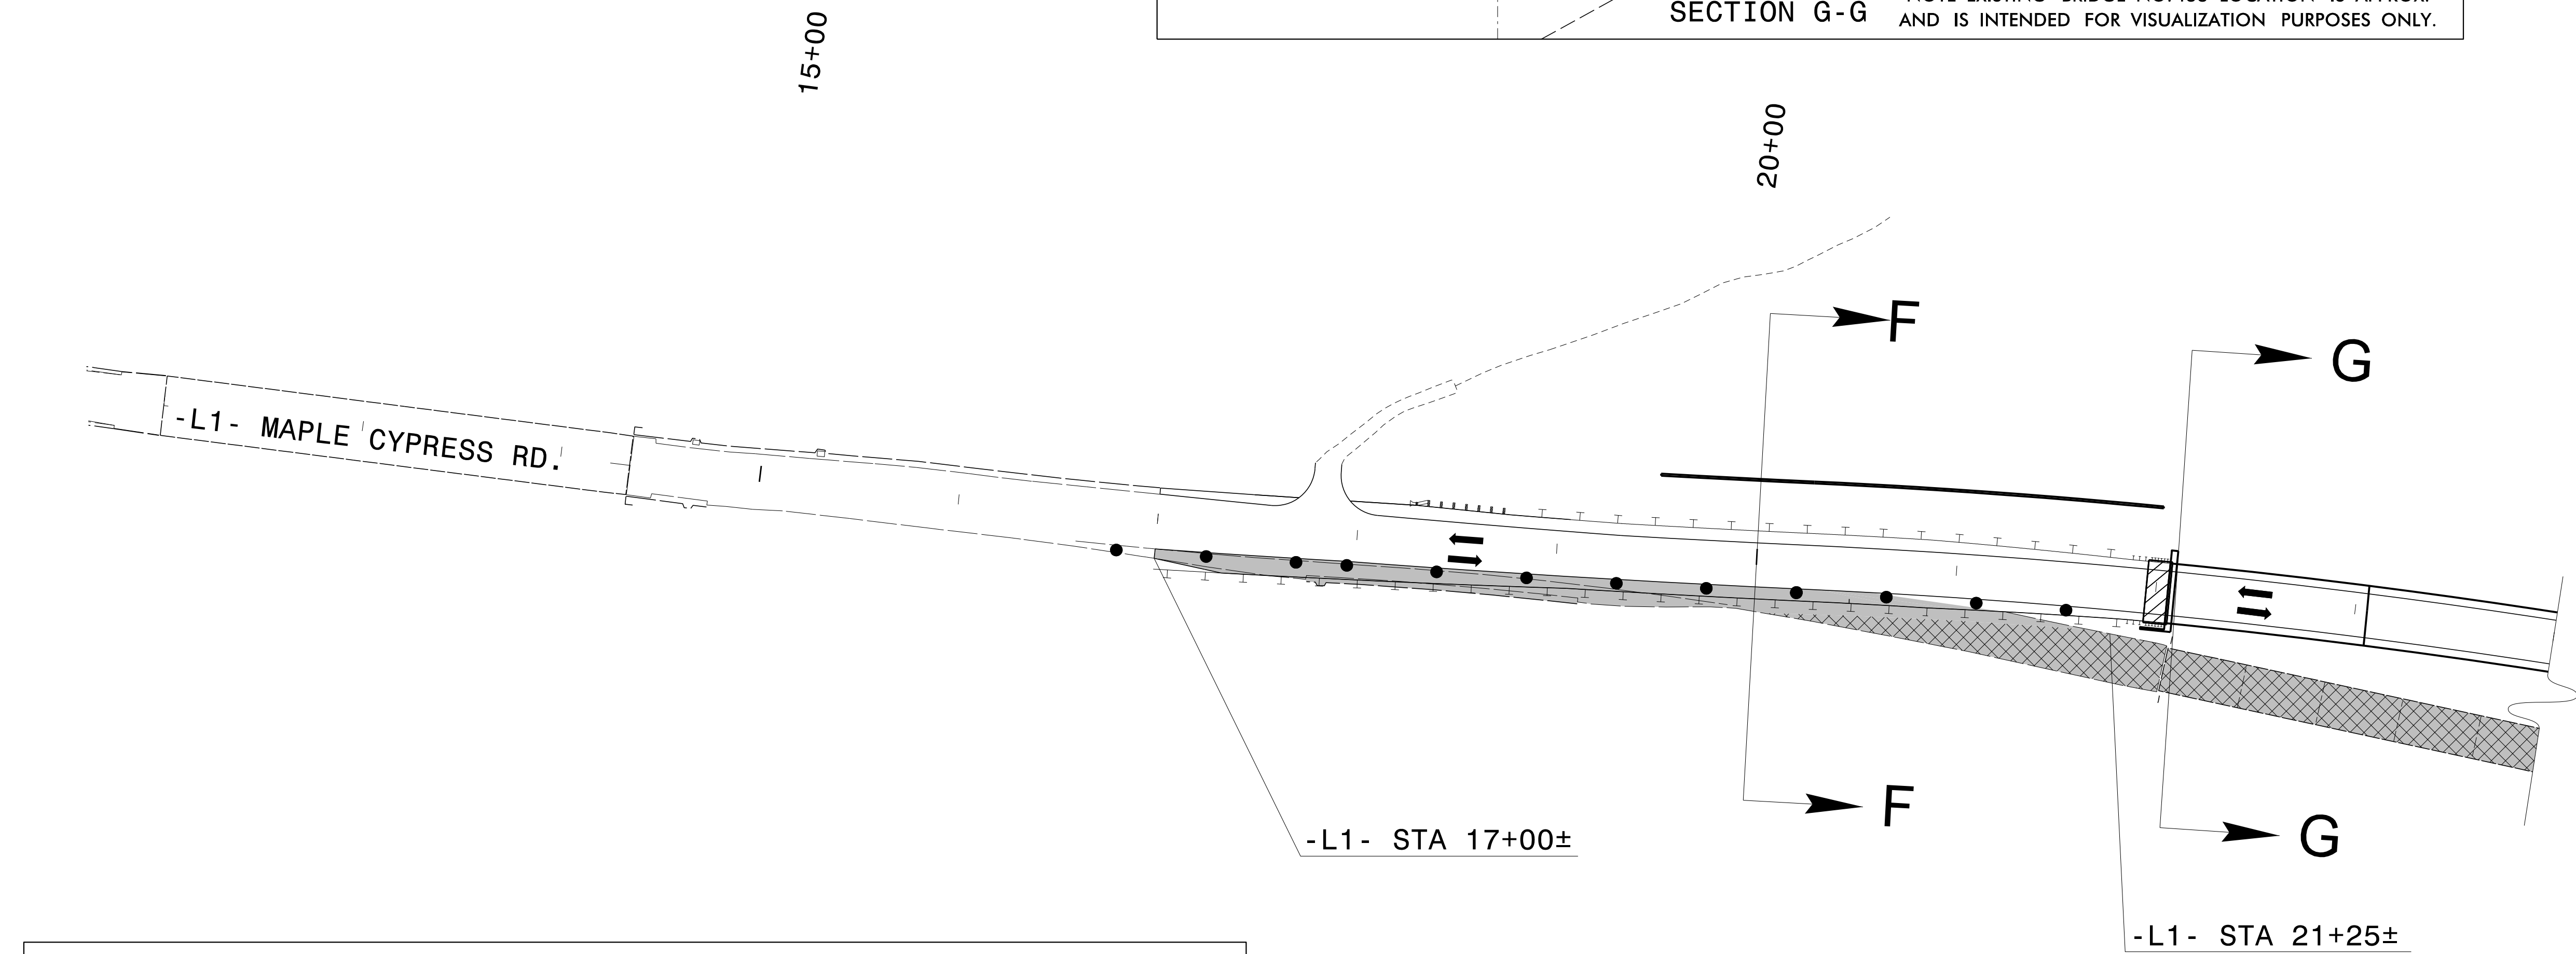 SECTION G-G
AND IS INTENDED FOR VISUALIZATION PURPOSES ONLY.
15+00
20+00
F
G
-L1- MAPLE CYPRESS RD.
F
G
-L1- STA 17+00±
-L1- STA 21+25±